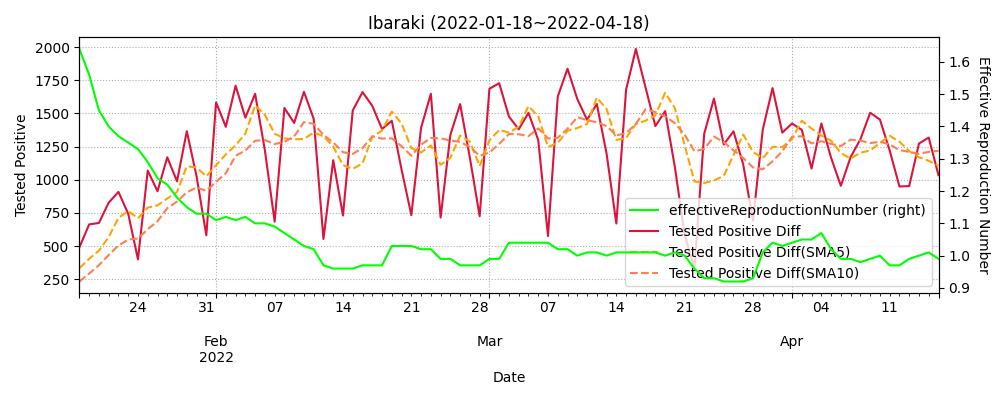 Ibaraki (2022-01-18~2022-04-18)
Tested Positive
2000
1750
1500
1250
1000
750
500
250
1.6
1.5
1.4
1.3
1.2
1.1
1.0
0.9
Effective Reproduction Number
effectiveReproductionNumber (right)
Tested Positive Diff
Tested Positive Diff(SMA5)
Tested Positive Diff(SMA10)
24 31 07 14 21 28 07 14 21 28 04 11
Feb Mar Apr
2022
Date